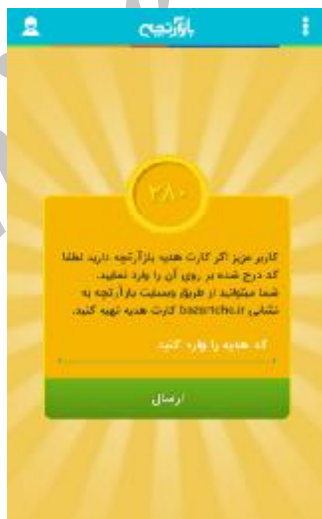 بازآرتچه
۲۸۰
کاربر عزیز اگر کارت هدیه بازآرتچه دارید لطفا
کد درج شده بر روی آن را وارد نمایید.
شما میتوانید از طریق وبسایت بازآرتچه به
نشانی bazartche.ir کارت هدیه تهیه کنید.
کد هدیه را وارد کنید
ارسال